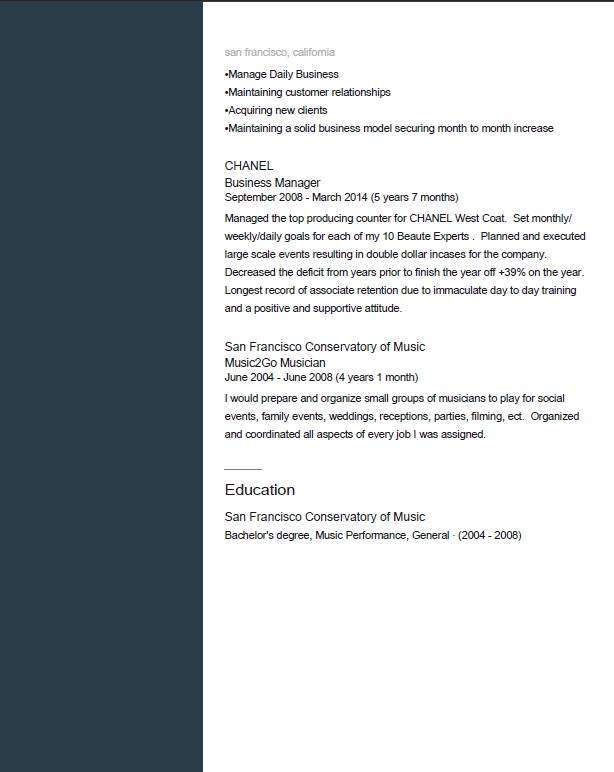 san francisco, california
•Manage Daily Business
•Maintaining customer relationships
•Acquiring new clients
•Maintaining a solid business model securing month to month increase
CHANEL
Business Manager
September 2008 - March 2014 (5 years 7 months)
Managed the top producing counter for CHANEL West Coat.  Set monthly/
weekly/daily goals for each of my 10 Beaute Experts .  Planned and executed
large scale events resulting in double dollar incases for the company.
Decreased the deficit from years prior to finish the year off +39% on the year.
Longest record of associate retention due to immaculate day to day training
and a positive and supportive attitude.
San Francisco Conservatory of Music
Music2Go Musician
June 2004 - June 2008 (4 years 1 month)
I would prepare and organize small groups of musicians to play for social
events, family events, weddings, receptions, parties, filming, ect.  Organized
and coordinated all aspects of every job I was assigned.
Education
San Francisco Conservatory of Music
Bachelor's degree, Music Performance, General · (2004 - 2008)